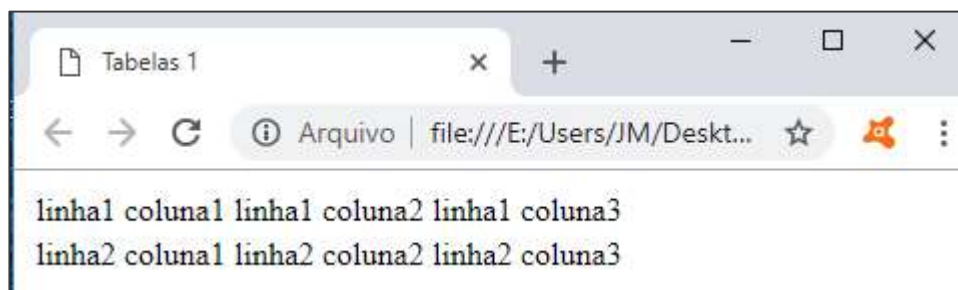 Tabelas 1
Arquivo file:///E:/Users/JM/Deskt...
linha1 coluna1 linha1 coluna2 linha1 coluna3
linha2 coluna1 linha2 coluna2 linha2 coluna3